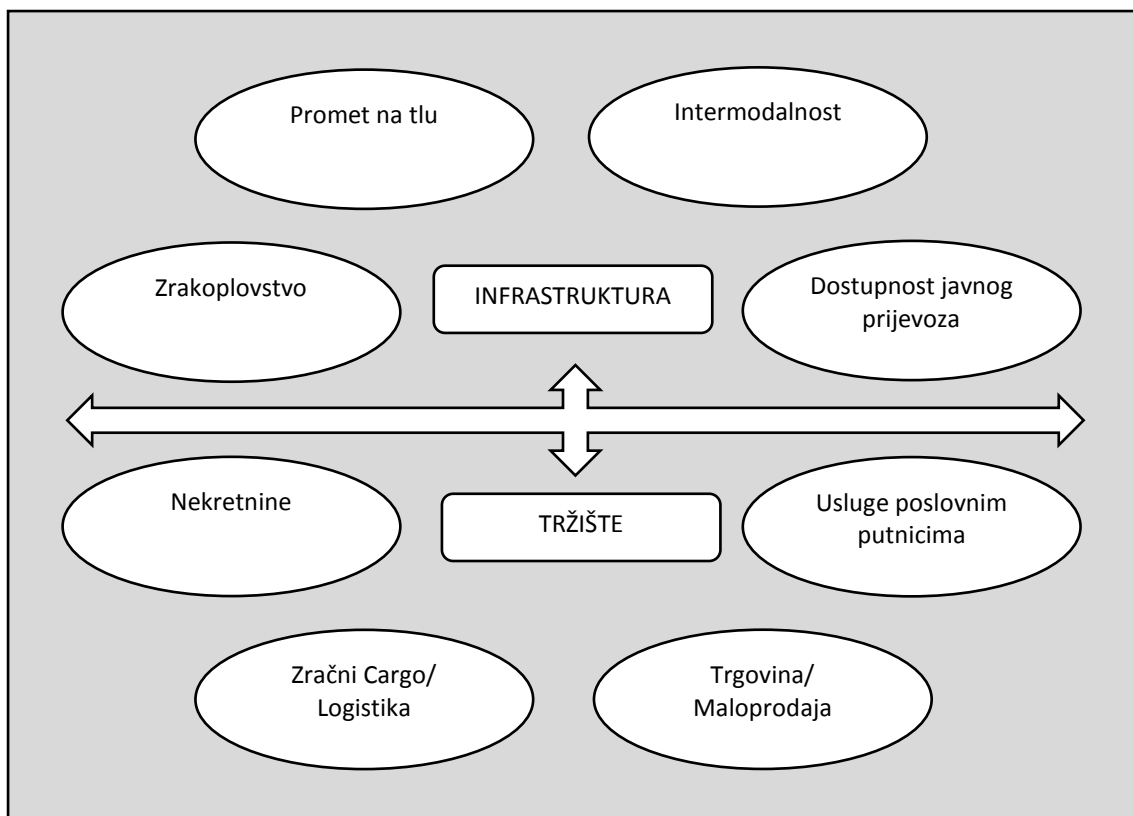 Promet na tlu
Intermodalnost
Zrakoplovstvo
INFRASTRUKTURA
Dostupnost javnog
prijevoza
Nekretnine
TRŽIŠTE
Usluge poslovnim
putnicima
Zračni Cargo/
Logistika
Trgovina/
Maloprodaja